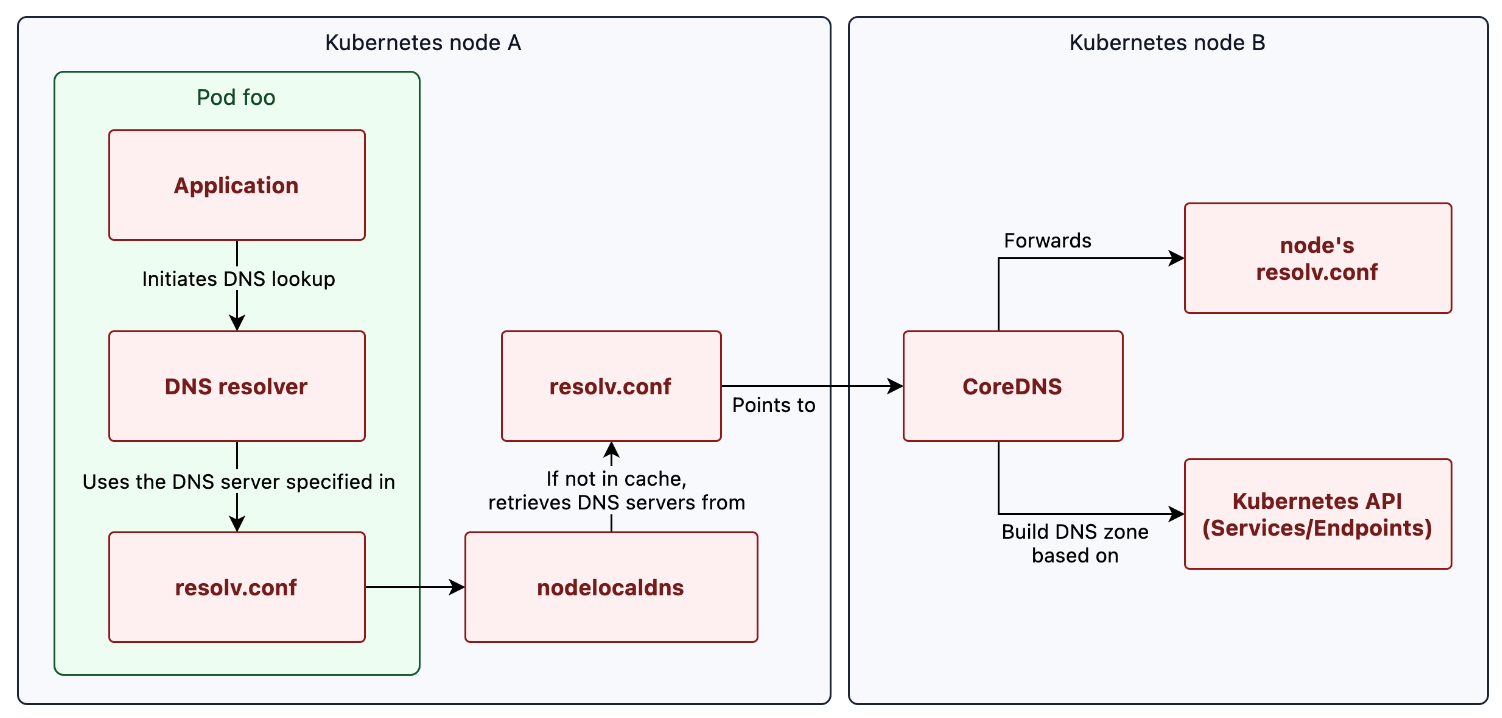 Kubernetes node A
Pod foo
Application
Initiates DNS lookup
DNS resolver
Uses the DNS server specified in
resolv.conf
nodelocaldns
If not in cache,
retrieves DNS servers from
resolv.conf
Points to
Kubernetes node B
CoreDNS
Forwards
node's
resolv.conf
Build DNS zone
based on
Kubernetes API
(Services/Endpoints)